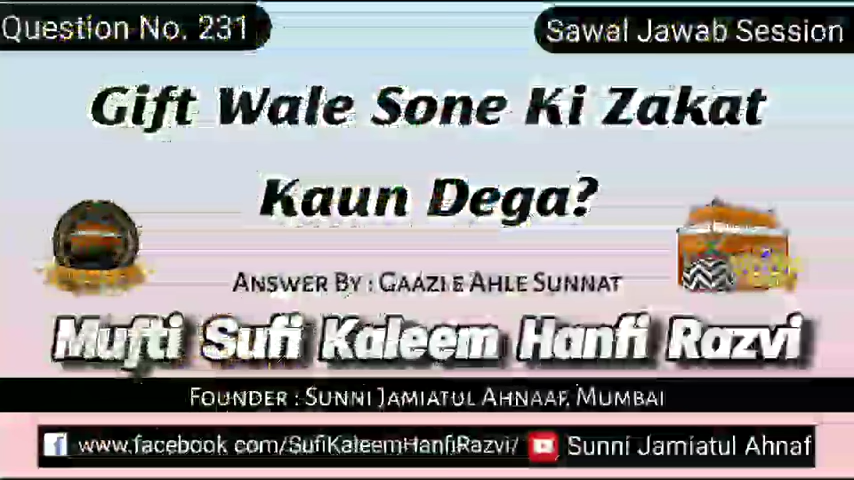 Question No. 231
Sawal Jawab Session
Gift Wale Sone Ki Zakat
Kaun Dega?
Answer By : Gaazi E Ahle Sunnat
Mufti Sufi Kaleem Hanfi Razvi
Founder : Sunni Jamiatul Ahnaaf, Mumbai
www.facebook.com/SufiKaleemHanfiRazvi/
Sunni Jamiatul Ahnaf